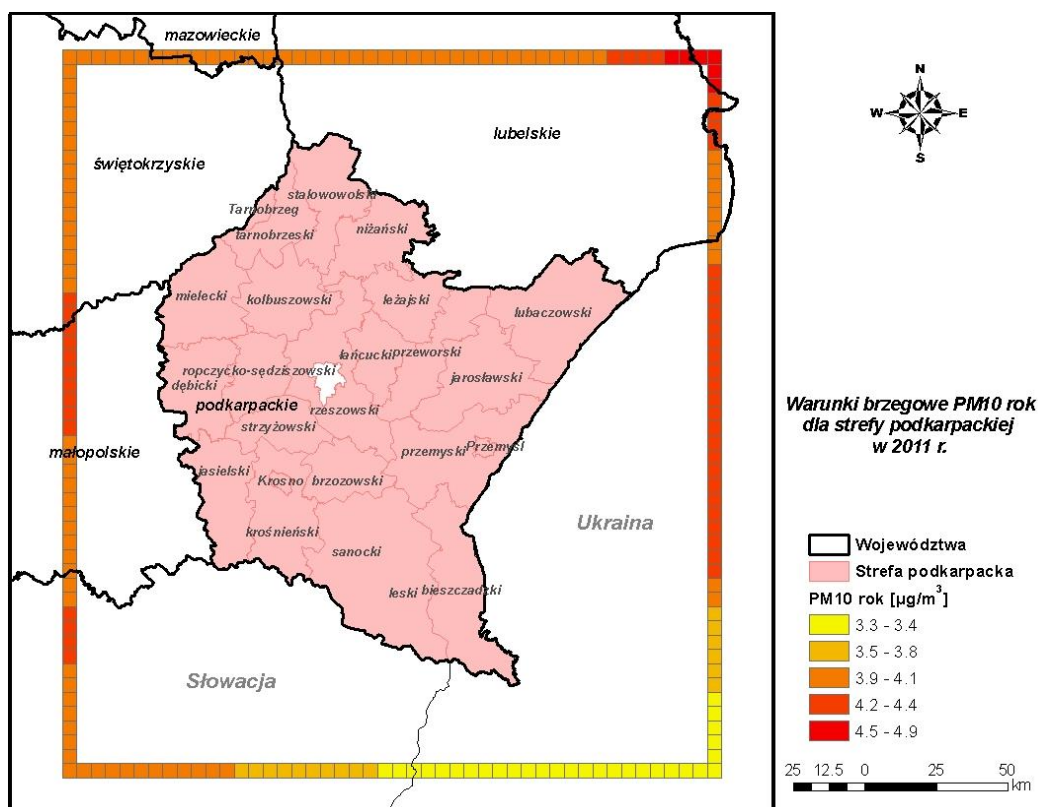 mazowieckie
lubelskie
świętokrzyskie
stalowowolski
Tarnobrzeg
niżański
tarnobrzeski
mielecki
kolbuszowski
leżajski
lubaczowski
łańcucki
przeworski
ropczycko-sędziszowski
jarosławski
dębicki
podkarpackie
rzeszowski
strzyżowski
małopolskie
przemyski
Przemyśl
jasielski
Krosno
brzozowski
Ukraina
krośnieński
sanocki
leski
bieszczadzki
Słowacja
N
W
E
S
Warunki brzegowe PM10 rok
dla strefy podkarpackiej
w 2011 r.
Województwa
Strefa podkarpacka
PM10 rok [µg/m³]
3.3 - 3.4
3.5 - 3.8
3.9 - 4.1
4.2 - 4.4
4.5 - 4.9
25 12.5 0 25 50
km